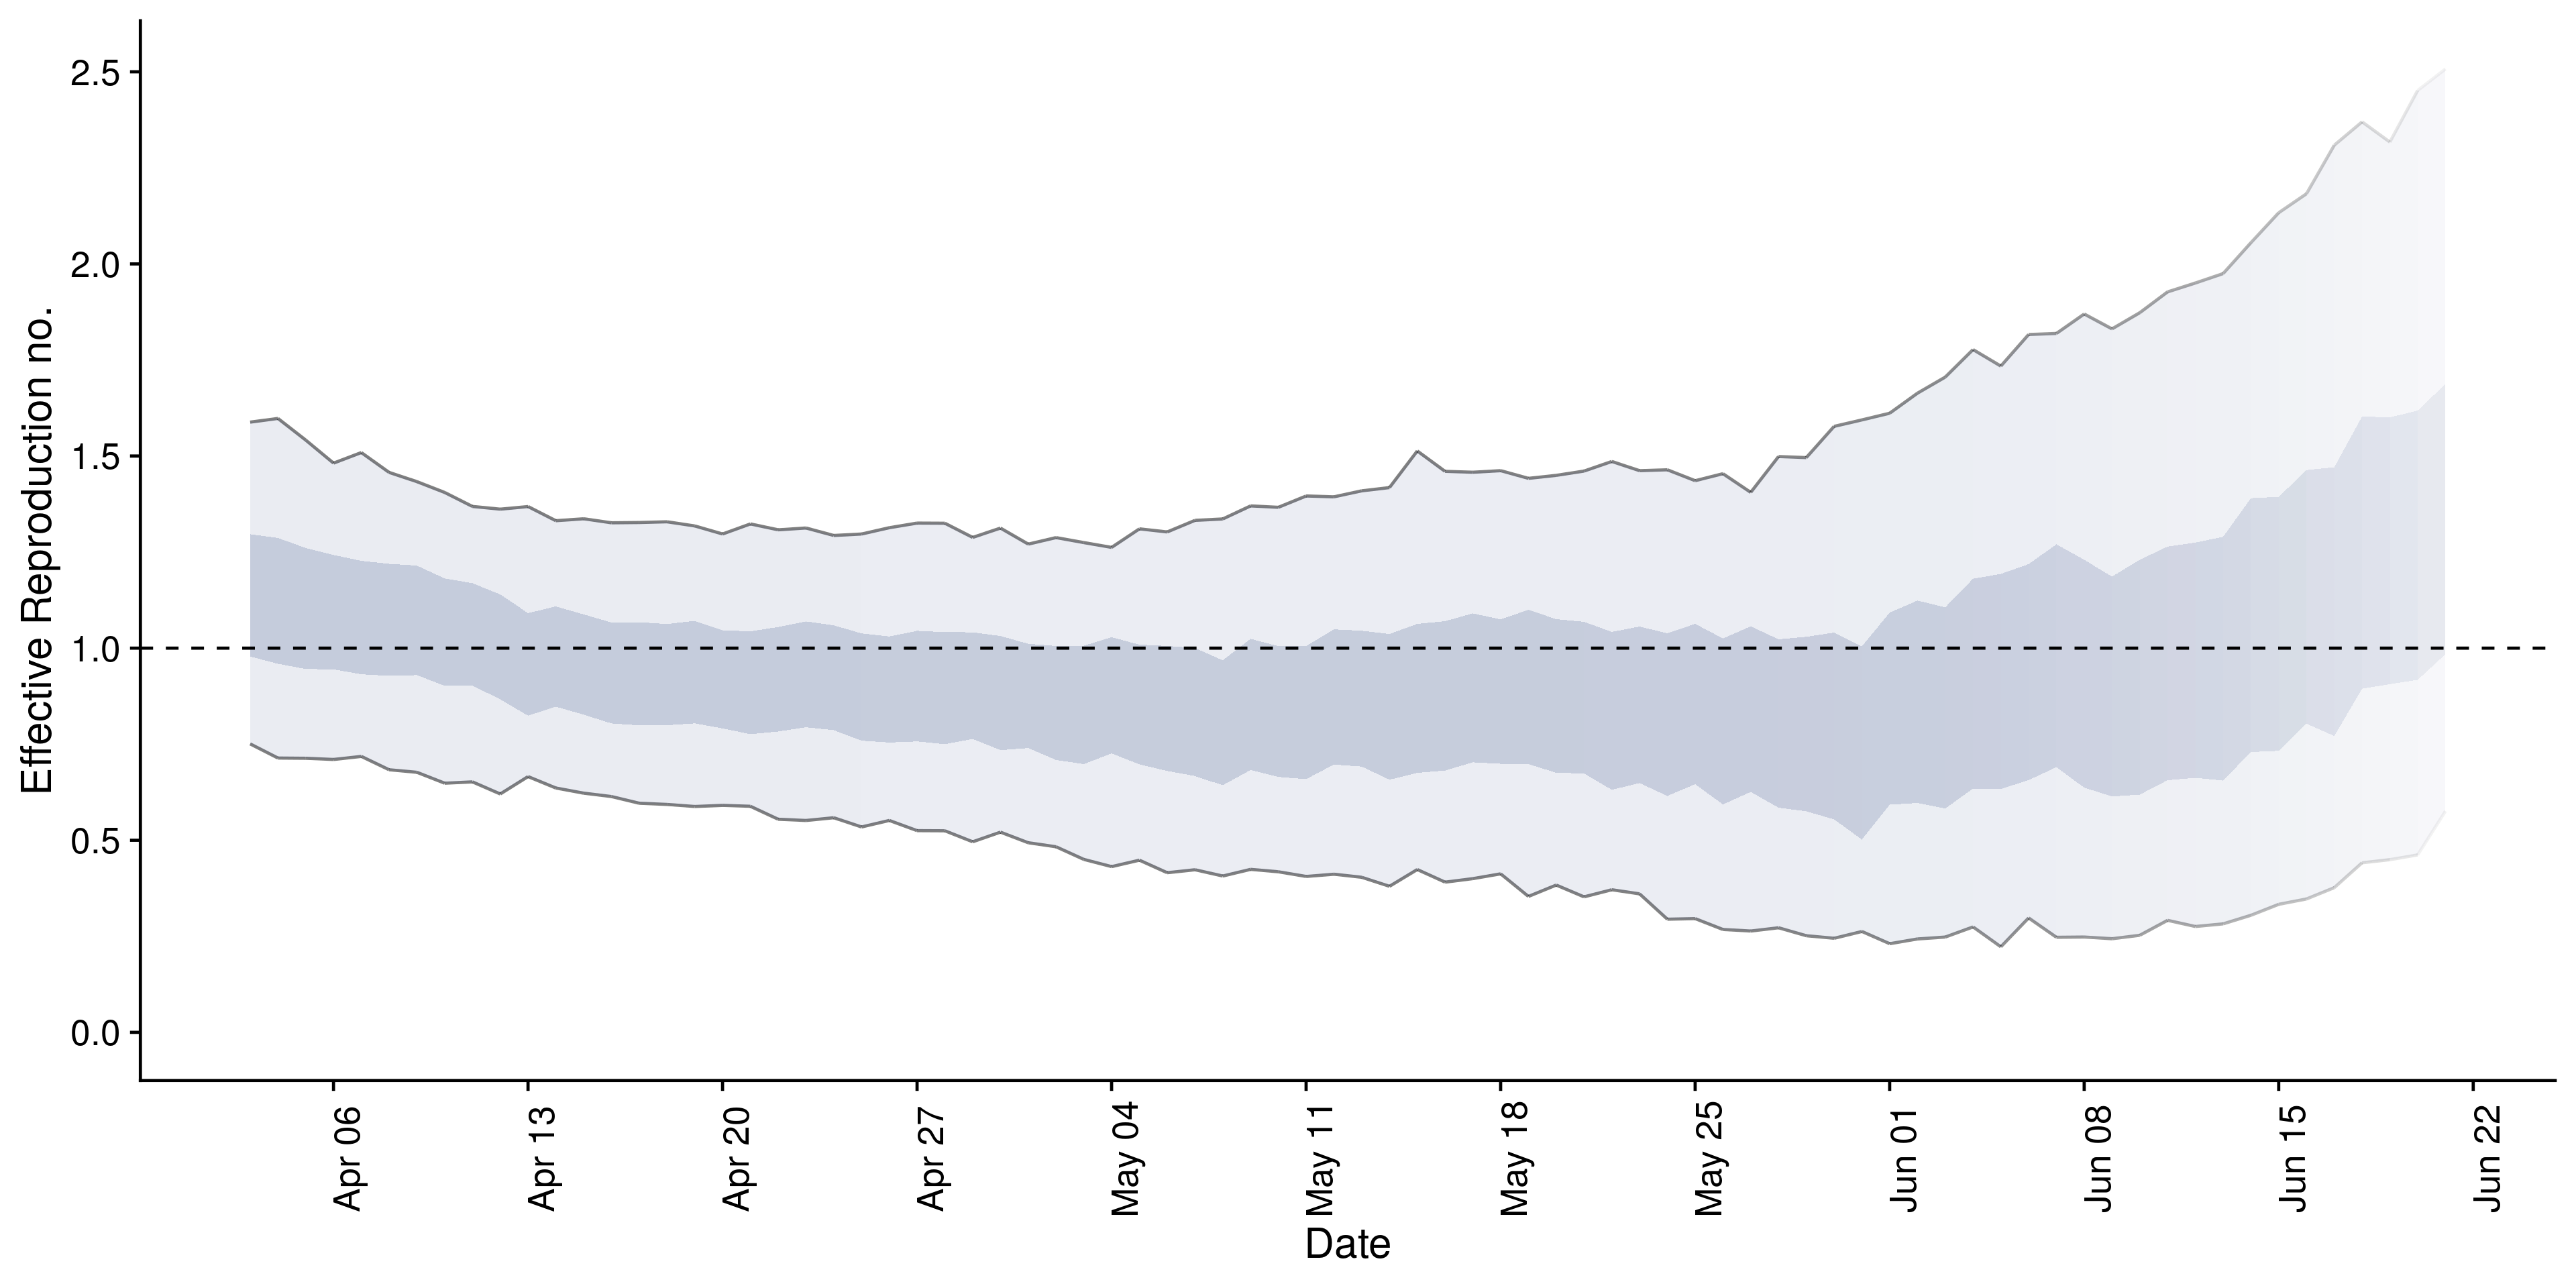 Effective Reproduction no.
2.5
2.0
1.5
1.0
0.5
0.0
Apr 06
Apr 13
Apr 20
Apr 27
May 04
May 11
May 18
May 25
Jun 01
Jun 08
Jun 15
Jun 22
Date